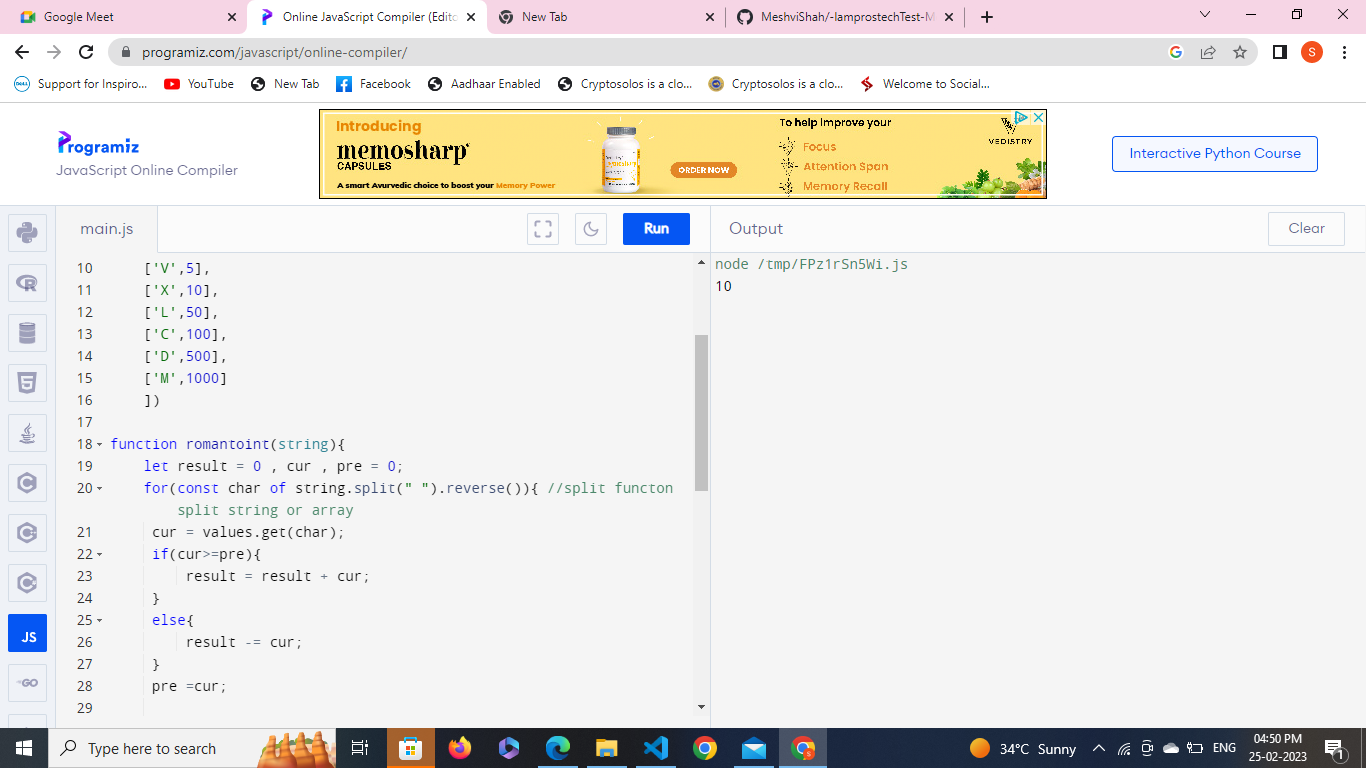 Google Meet
Online JavaScript Compiler (Edito
New Tab
MeshviShah/-lamprostechTest-M
programiz.com/javascript/online-compiler/
S
Support for Inspiro...
YouTube
New Tab
Facebook
Aadhaar Enabled
Cryptosolos is a clo...
Cryptosolos is a clo...
Welcome to Social...
Programiz
JavaScript Online Compiler
Introducing
memosharp
CAPSULES
A smart Avurvedic choice to boost your Memory Power
ORDER NOW
To help improve your
Focus
Attention Span
Memory Recall
VEDISTRY
Interactive Python Course
main.js
Run
Output
Clear
10 ['V',5],
11 ['X',10],
12 ['L',50],
13 ['C',100],
14 ['D',500],
15 ['M',1000]
16 ])
17
18 function romantoint(string){
19 let result = 0 , cur , pre = 0;
20 for(const char of string.split(" ").reverse()){ //split functon
split string or array
21 cur = values.get(char);
22 if(cur>=pre){
23 result = result + cur;
24 }
25 else{
26 result -= cur;
27 }
28 pre =cur;
29
node /tmp/FPz1rSn5Wi.js
10
JS
GO
Type here to search
34°C Sunny
ENG
04:50 PM
25-02-2023
1